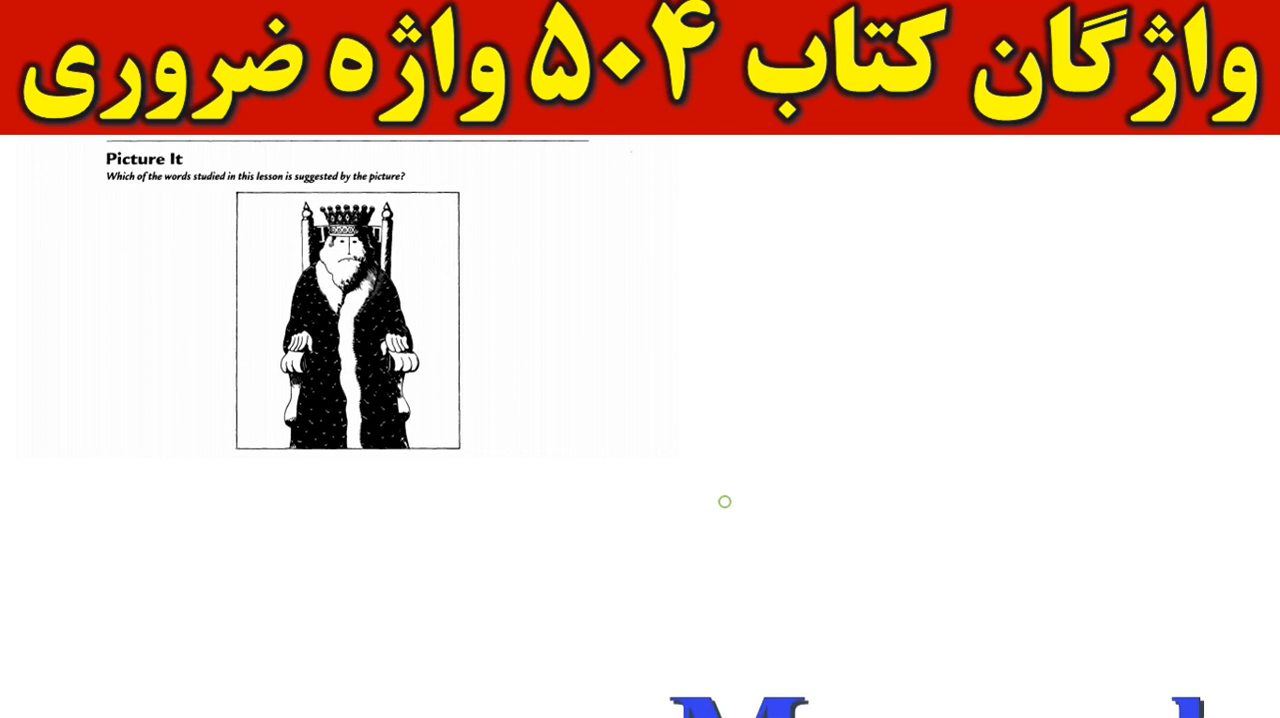 واژگان کتاب ۵۰۴ واژه ضروری
Picture It
Which of the words studied in this lesson is suggested by the picture?